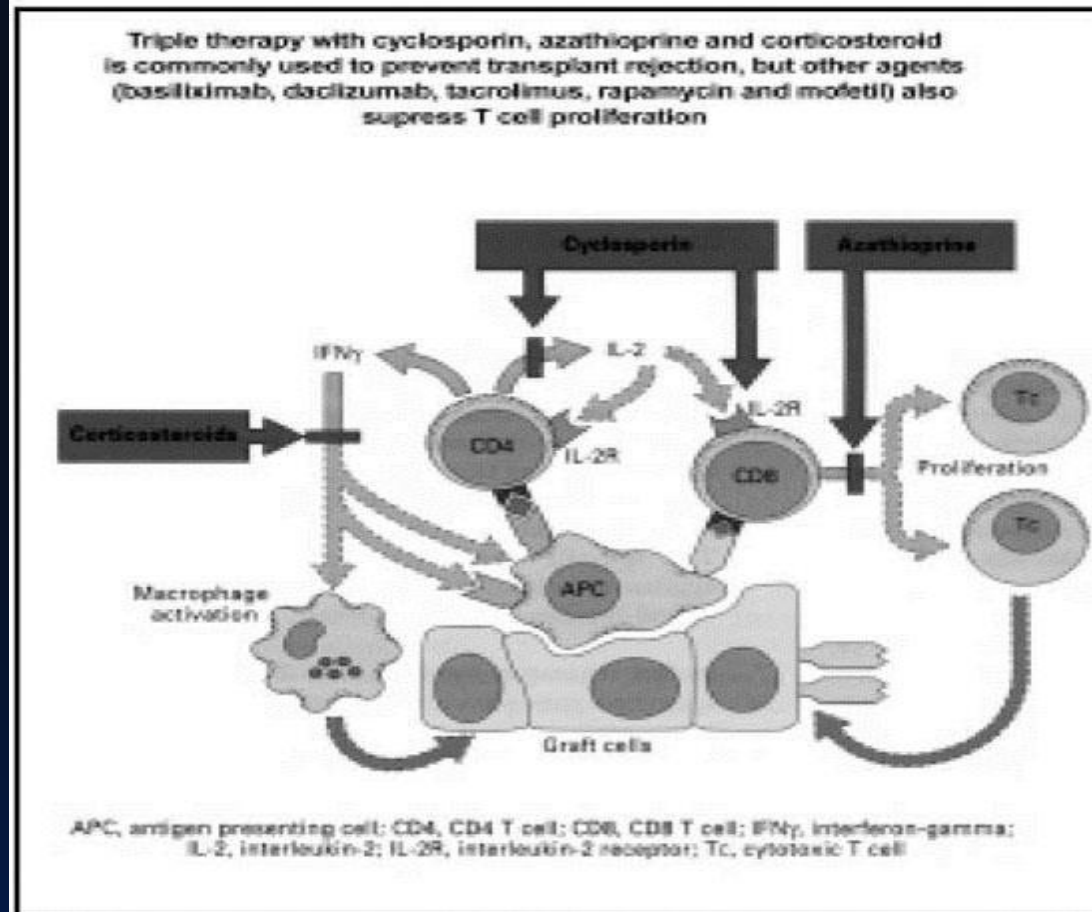 Triple therapy with cyclosporin, azathioprine and corticosteroid
is commonly used to prevent transplant rejection, but other agents
(basiliximab, daclizumab, tacrolimus, rapamycin and mofetil) also
supress T cell proliferation
Cyclosporin
Azathioprine
IFNγ
IL-2
Tc
IL-2R
Corticosteroids
CD4
IL-2R
CD8
Proliferation
Tc
APC
Macrophage
activation
Graft cells
APC, antigen presenting cell; CD4, CD4 T cell; CD8, CD8 T cell; IFNγ, interferon-gamma;
IL-2, interleukin-2; IL-2R, interleukin-2 receptor; Tc, cytotoxic T cell